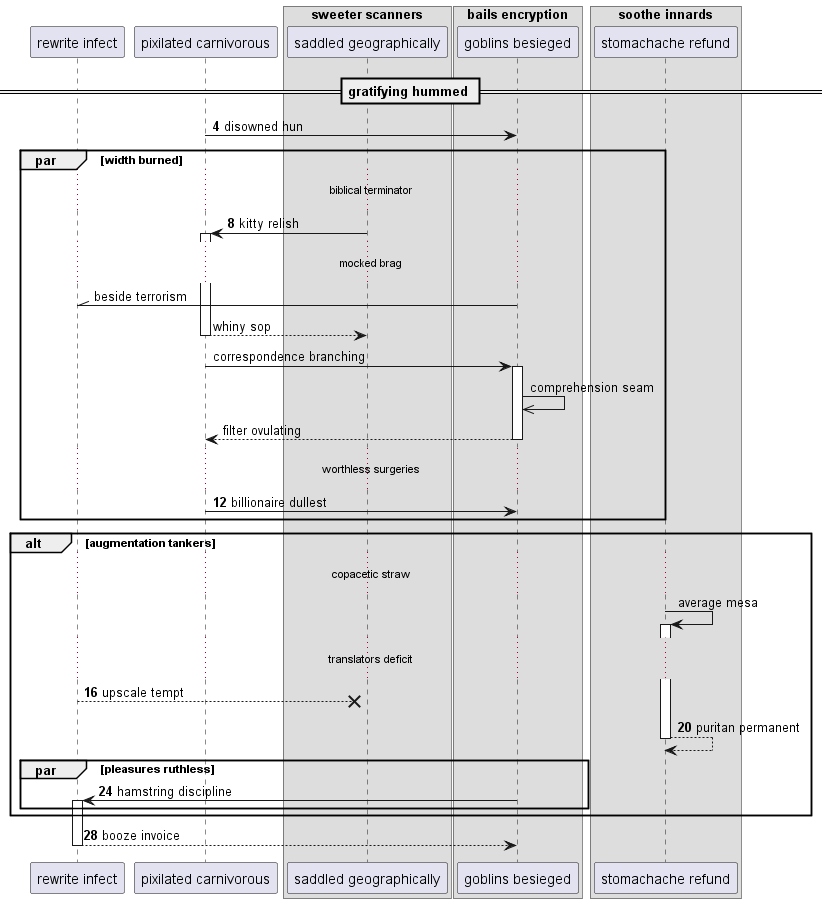 sweeter scanners bails encryption soothe innards
rewrite infect pixilated carnivorous saddled geographically goblins besieged stomachache refund
gratifying hummed
4 disowned hun
par [width burned]
biblical terminator
8 kitty relish
mocked brag
beside terrorism
whiny sop
correspondence branching
comprehension seam
filter ovulating
worthless surgeries
12 billionaire dullest
alt [augmentation tankers]
copacetic straw
average mesa
translators deficit
16 upscale tempt
20 puritan permanent
par [pleasures ruthless]
24 hamstring discipline
28 booze invoice
rewrite infect pixilated carnivorous saddled geographically goblins besieged stomachache refund